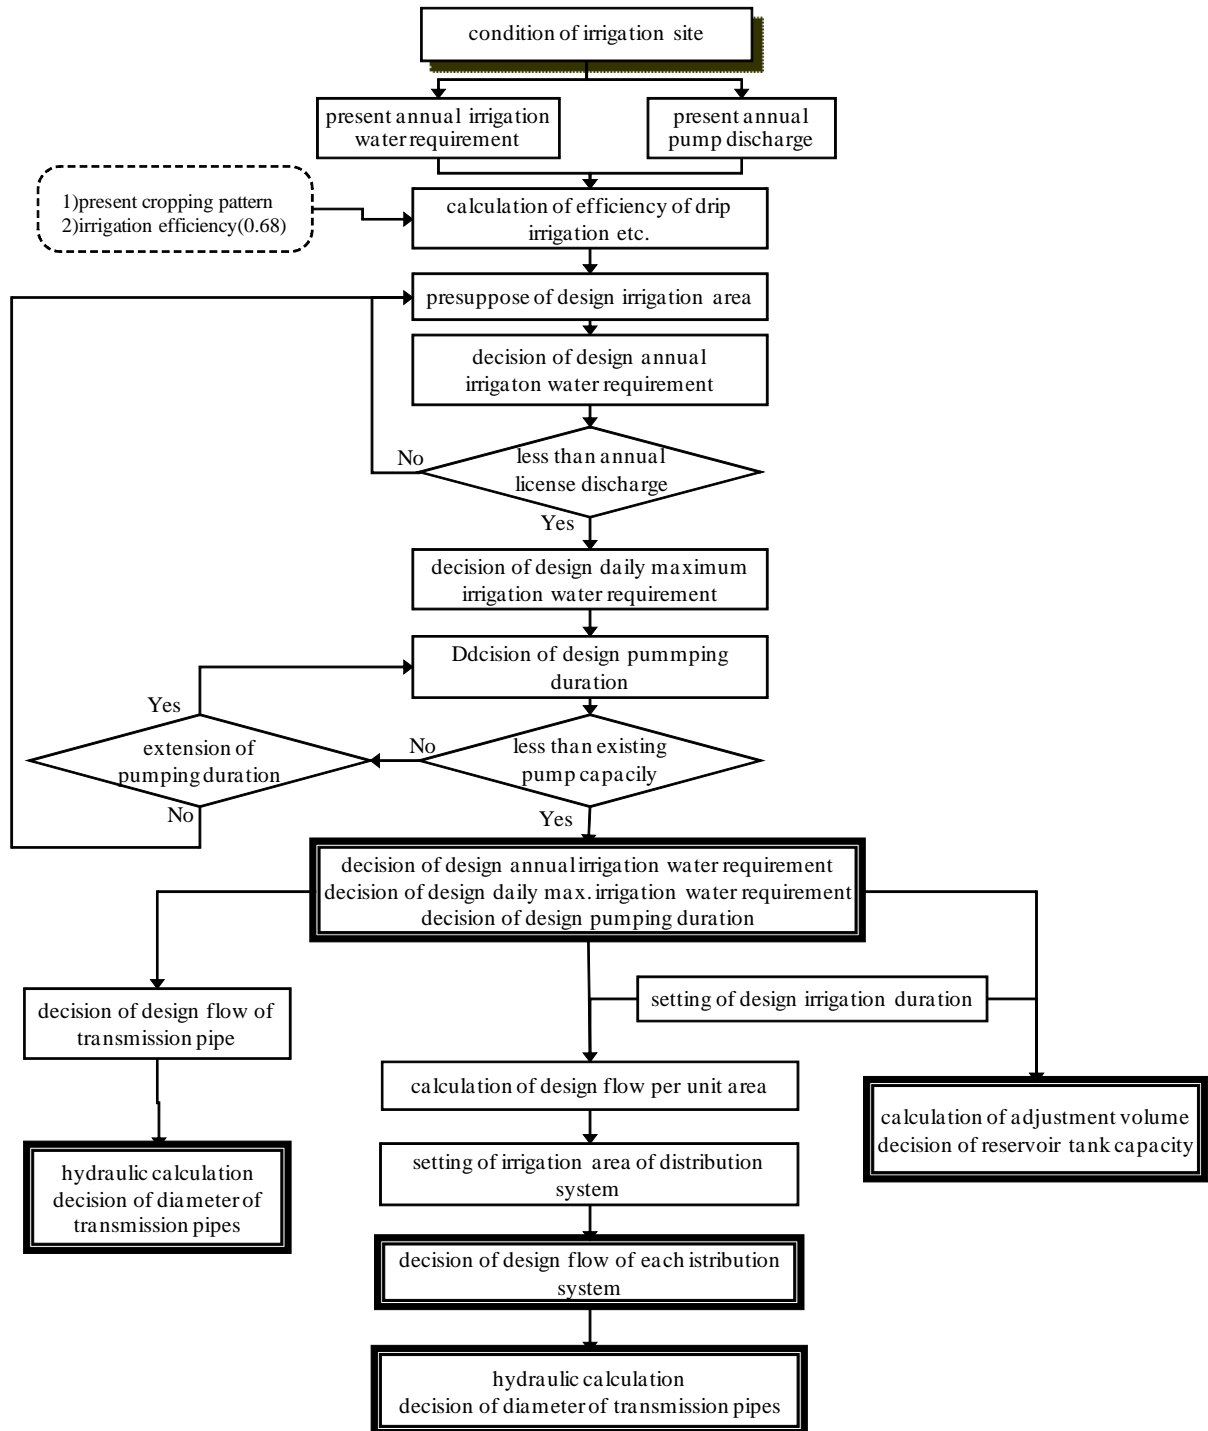 condition of irrigation site
present annual irrigation
water requirement
present annual
pump discharge
1)present cropping pattern
2)irrigation efficiency(0.68)
calculation of efficiency of drip
irrigation etc.
presuppose of design irrigation area
decision of design annual
irrigaton water requirement
No
less than annual
license discharge
Yes
decision of design daily maximum
irrigation water requirement
Ddcision of design pummping
duration
Yes
extension of
pumping duration
No
No
less than existing
pump capacily
Yes
decision of design annual irrigation water requirement
decision of design daily max. irrigation water requirement
decision of design pumping duration
setting of design irrigation duration
decision of design flow of
transmission pipe
calculation of design flow per unit area
calculation of adjustment volume
decision of reservoir tank capacity
hydraulic calculation
decision of diameter of
transmission pipes
setting of irrigation area of distribution
system
decision of design flow of each istribution
system
hydraulic calculation
decision of diameter of transmission pipes